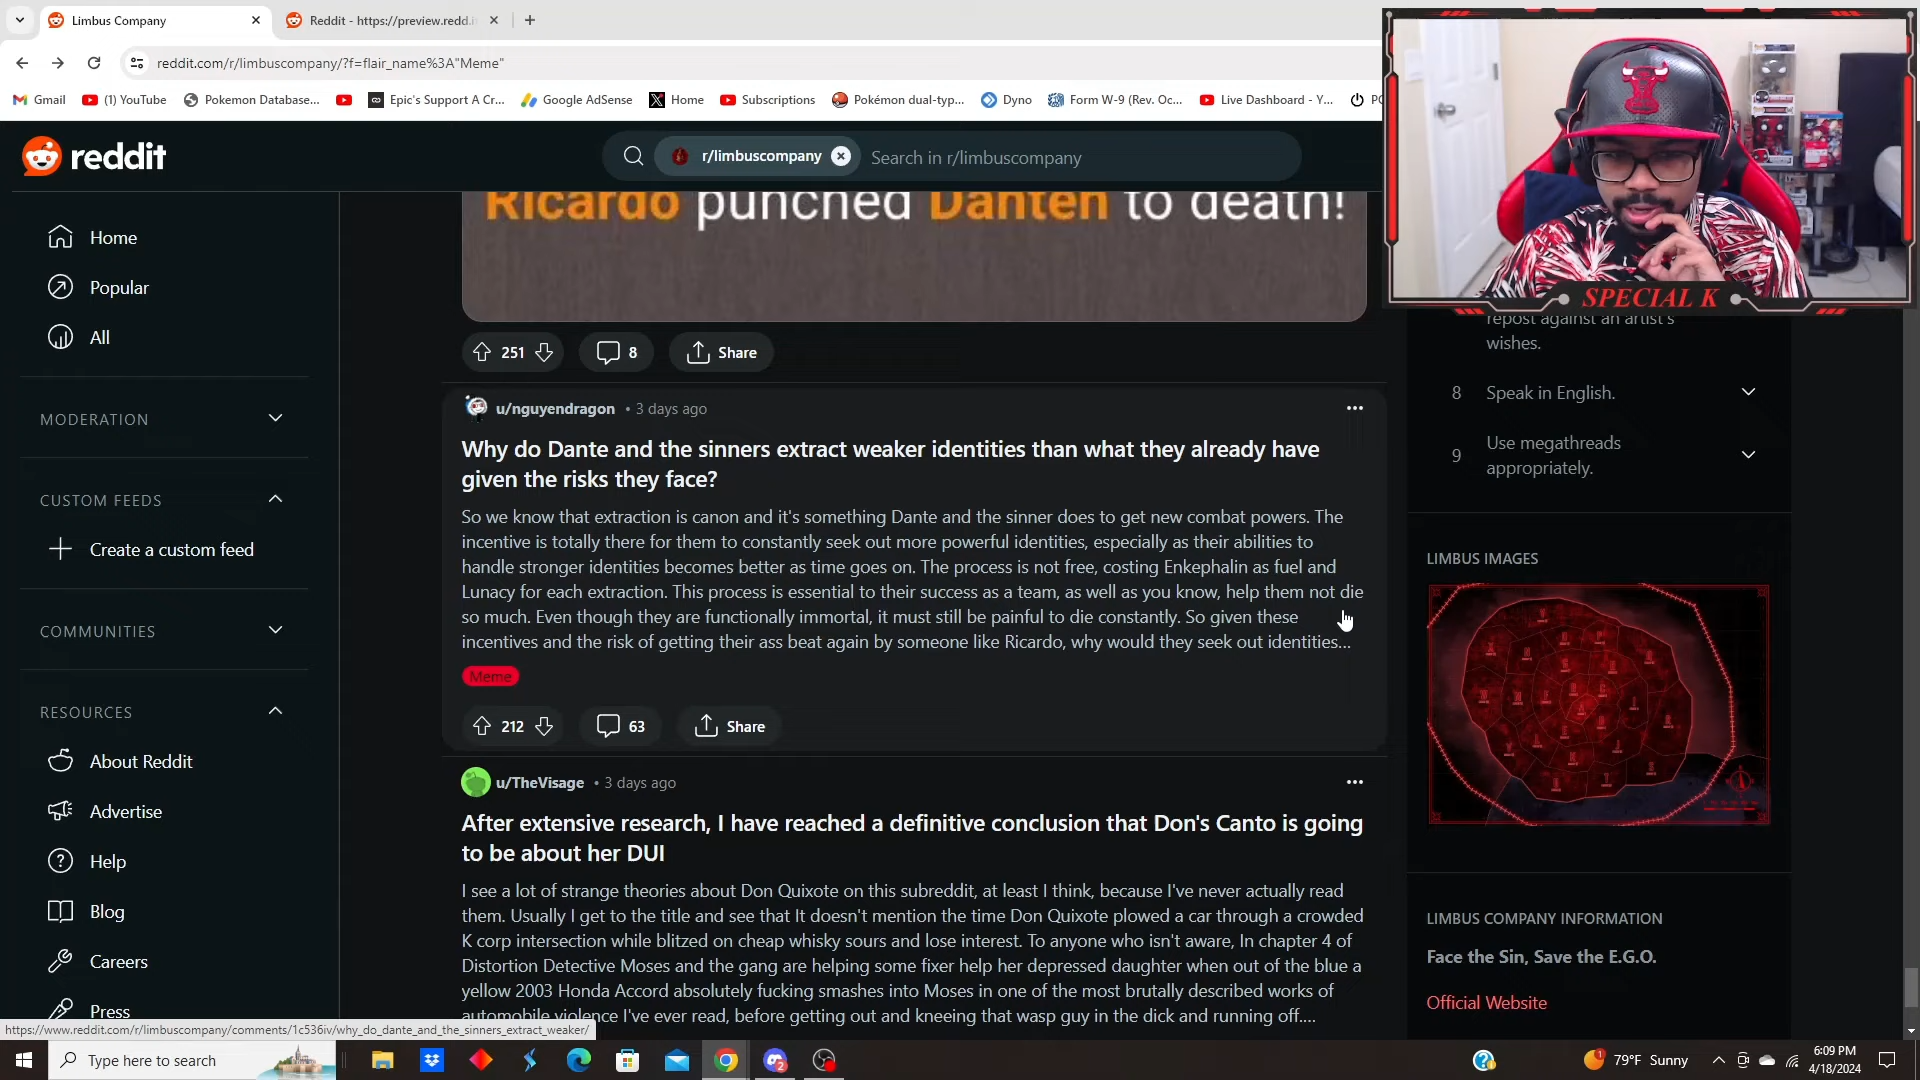 Limbus Company
Reddit - https://preview.redd.i
reddit.com/r/limbuscompany/?f=flair_name%3A"Meme"
Gmail
(1) YouTube
Pokemon Database...
Epic's Support A Cr...
Google AdSense
Home
Subscriptions
Pokémon dual-typ...
Dyno
Form W-9 (Rev. Oc...
Live Dashboard - Y...
PC
reddit
r/limbuscompany
Search in r/limbuscompany
SPECIAL K
Home
Popular
All
MODERATION
CUSTOM FEEDS
Create a custom feed
COMMUNITIES
RESOURCES
About Reddit
Advertise
Help
Blog
Careers
Press
Ricardo punched Danteh to death!
251
8
Share
u/nguyendragon • 3 days ago
Why do Dante and the sinners extract weaker identities than what they already have
given the risks they face?
So we know that extraction is canon and it's something Dante and the sinner does to get new combat powers. The
incentive is totally there for them to constantly seek out more powerful identities, especially as their abilities to
handle stronger identities becomes better as time goes on. The process is not free, costing Enkephalin as fuel and
Lunacy for each extraction. This process is essential to their success as a team, as well as you know, help them not die
so much. Even though they are functionally immortal, it must still be painful to die constantly. So given these
incentives and the risk of getting their ass beat again by someone like Ricardo, why would they seek out identities...
Meme
212
63
Share
u/TheVisage • 3 days ago
After extensive research, I have reached a definitive conclusion that Don's Canto is going
to be about her DUI
I see a lot of strange theories about Don Quixote on this subreddit, at least I think, because I've never actually read
them. Usually I get to the title and see that It doesn't mention the time Don Quixote plowed a car through a crowded
K corp intersection while blitzed on cheap whisky sours and lose interest. To anyone who isn't aware, In chapter 4 of
Distortion Detective Moses and the gang are helping some fixer help her depressed daughter when out of the blue a
yellow 2003 Honda Accord absolutely fucking smashes into Moses in one of the most brutally described works of
automobile violence I've ever read, before getting out and kneeing that wasp guy in the dick and running off....
repost against an artist's
wishes.
8
Speak in English.
9
Use megathreads
appropriately.
LIMBUS IMAGES
LIMBUS COMPANY INFORMATION
Face the Sin, Save the E.G.O.
Official Website
https://www.reddit.com/r/limbuscompany/comments/1c536iv/why_do_dante_and_the_sinners_extract_weaker/
Type here to search
79°F Sunny
6:09 PM
4/18/2024